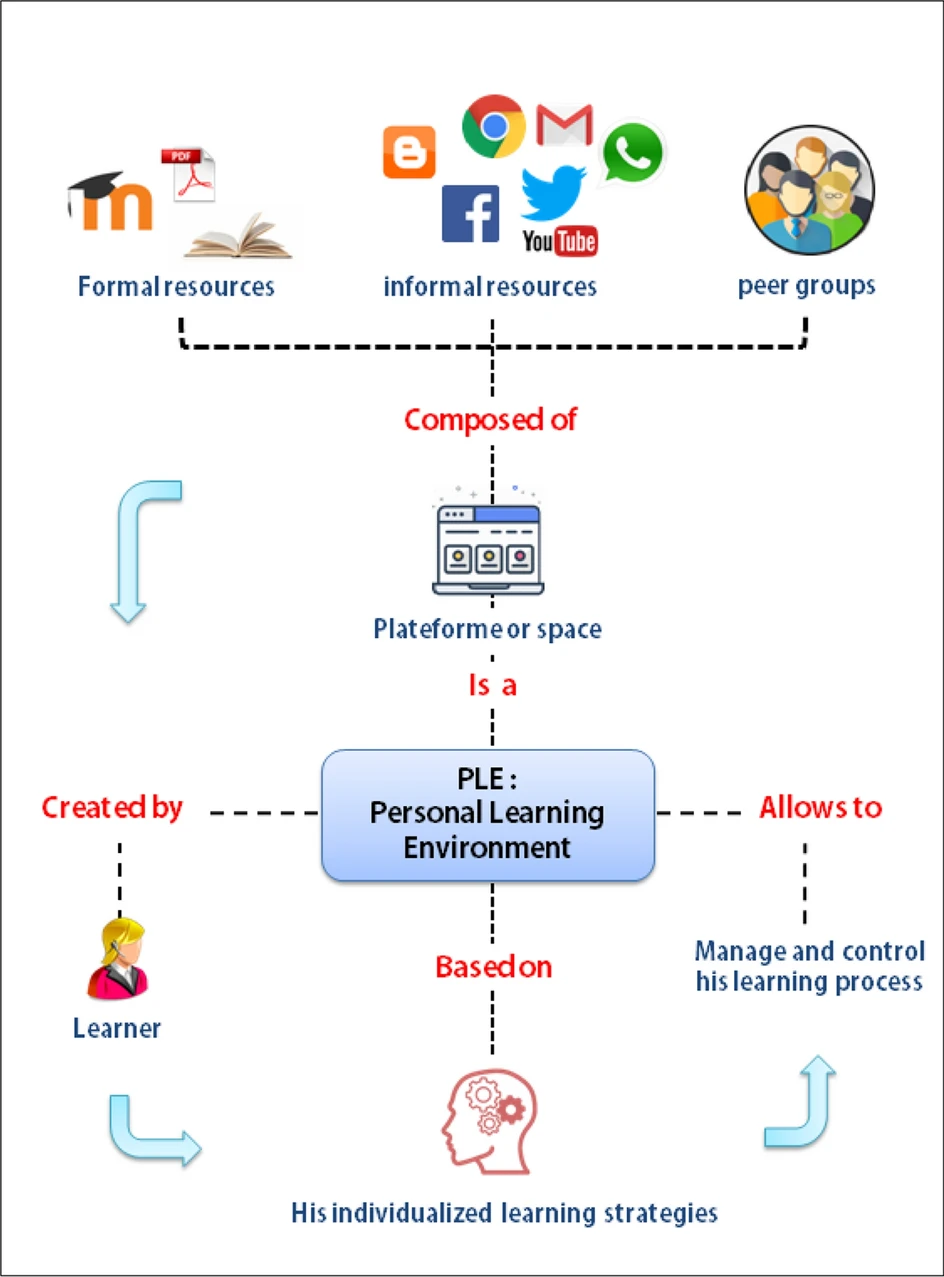 PDF
m
You Tube
Formal resources
informal resources
peer groups
Composed of
Plateforme or space
Is a
PLE :
Personal Learning
Environment
Created by
Allows to
Learner
Based on
Manage and control
his learning process
His individualized learning strategies